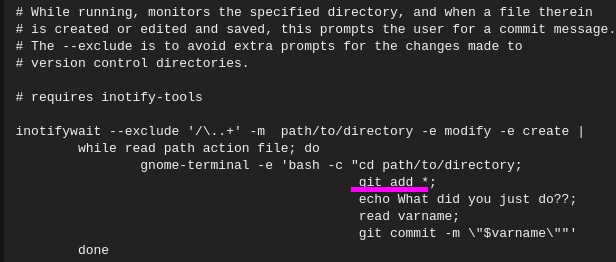 # While running, monitors the specified directory, and when a file therein
# is created or edited and saved, this prompts the user for a commit message.
# The --exclude is to avoid extra prompts for the changes made to
# version control directories.
# requires inotify-tools
inotifywait --exclude '/\..+' -m  path/to/directory -e modify -e create |
while read path action file; do
gnome-terminal -e 'bash -c "cd path/to/directory;
git add *;
echo What did you just do??;
read varname;
git commit -m \"$varname\""'
done